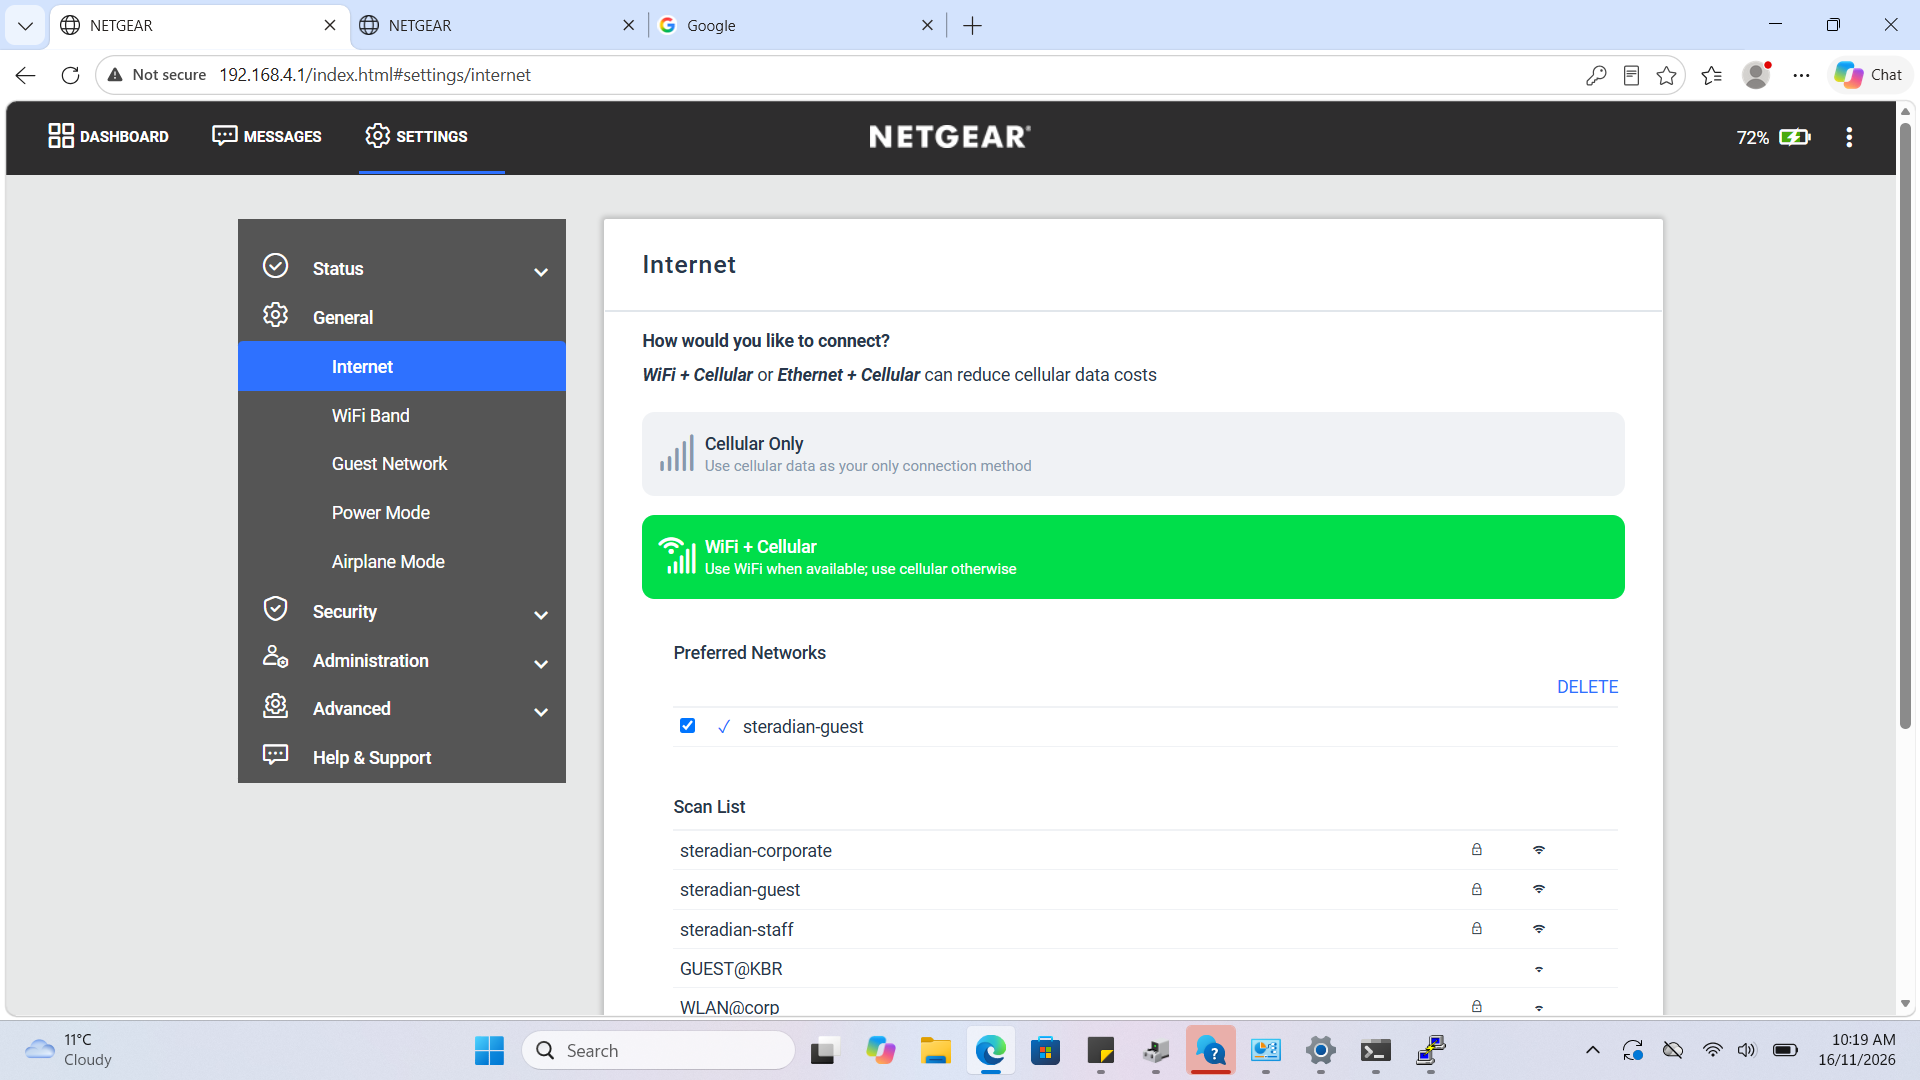 NETGEAR
NETGEAR
Google
Not secure 192.168.4.1/index.html#settings/internet
Chat
DASHBOARD
MESSAGES
SETTINGS
NETGEAR
72%
Status
General
Internet
WiFi Band
Guest Network
Power Mode
Airplane Mode
Security
Administration
Advanced
Help & Support
Internet
How would you like to connect?
WiFi + Cellular or Ethernet + Cellular can reduce cellular data costs
Cellular Only
Use cellular data as your only connection method
WiFi + Cellular
Use WiFi when available; use cellular otherwise
Preferred Networks
DELETE
steradian-guest
Scan List
steradian-corporate
steradian-guest
steradian-staff
GUEST@KBR
WLAN@corp
11°C
Cloudy
Search
10:19 AM
16/11/2026